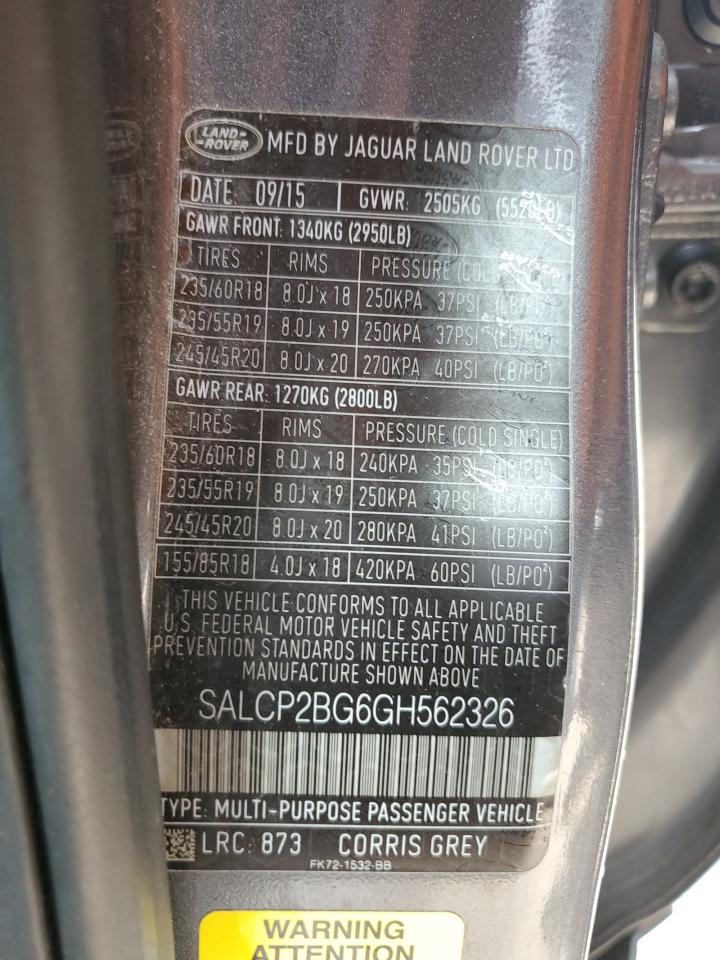 LAND-
-ROVER
MFD BY JAGUAR LAND ROVER LTD
DATE: 09/15 GVWR: 2505KG (5520LB)
GAWR FRONT: 1340KG (2950LB)
TIRES RIMS PRESSURE (COLD
235/60R18 8.0J x 18 250KPA 37PSI (LB/PO²)
235/55R19 8.0J x 19 250KPA 37PSI (LB/PO²)
245/45R20 8.0J x 20 270KPA 40PSI (LB/PO²)
GAWR REAR: 1270KG (2800LB)
TIRES RIMS PRESSURE (COLD SINGLE)
235/60R18 8.0J x 18 240KPA 35PSI (LB/PO²)
235/55R19 8.0J x 19 250KPA 37PSI (LB/PO²)
245/45R20 8.0J x 20 280KPA 41PSI (LB/PO²)
155/85R18 4.0J x 18 420KPA 60PSI (LB/PO²)
THIS VEHICLE CONFORMS TO ALL APPLICABLE
U.S. FEDERAL MOTOR VEHICLE SAFETY AND THEFT
PREVENTION STANDARDS IN EFFECT ON THE DATE OF
MANUFACTURE SHOWN ABOVE
SALCP2BG6GH562326
TYPE: MULTI-PURPOSE PASSENGER VEHICLE
LRC: 873 CORRIS GREY
FK72-1532-BB
WARNING
ATTENTION